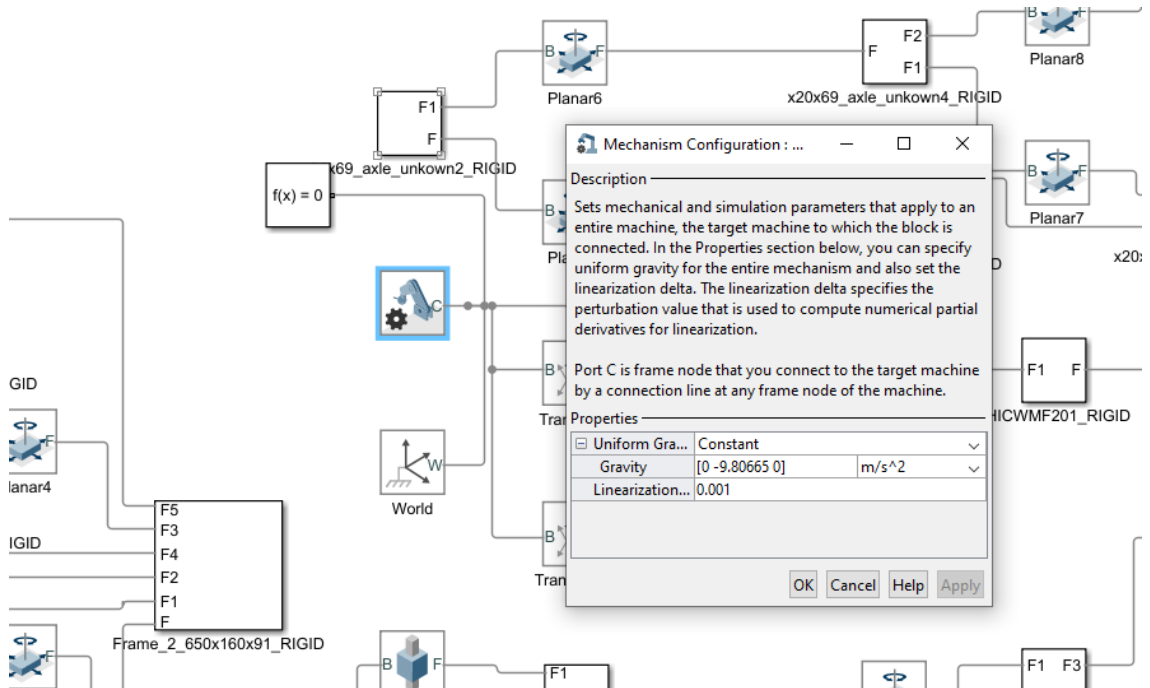 B
F
Planar8
F2
F
F1
x20x69_axle_unkown4_RIGID
B
F
Planar6
F1
F
x69_axle_unkown2_RIGID
f(x) = 0
Mechanism Configuration : ...
Description
Sets mechanical and simulation parameters that apply to an
entire machine, the target machine to which the block is
connected. In the Properties section below, you can specify
uniform gravity for the entire mechanism and also set the
linearization delta. The linearization delta specifies the
perturbation value that is used to compute numerical partial
derivatives for linearization.
Port C is frame node that you connect to the target machine
by a connection line at any frame node of the machine.
Properties
Uniform Gra... Constant
Gravity [0 -9.80665 0] m/s^2
Linearization... 0.001
OK Cancel Help Apply
B
F
Planar7
x20
D
B
Pla
C
B
Tra
F1 F
HICWMF201_RIGID
W
World
B
Tran
GID
F
lanar4
IGID
F5
F3
F4
F2
F1
F
Frame_2_650x160x91_RIGID
F
B F
F1
F1 F3